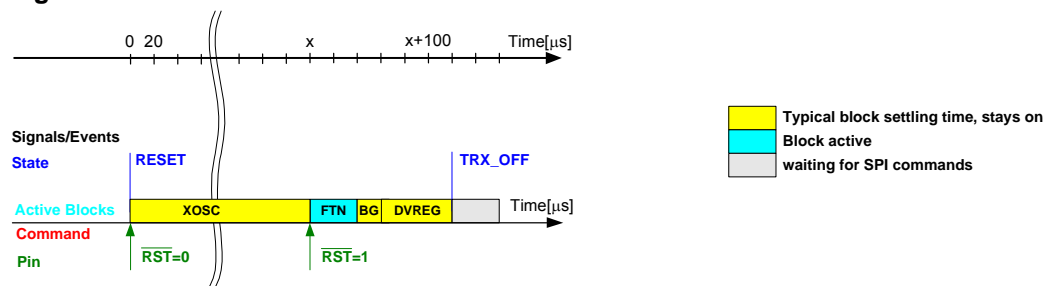 0 20 x x+100 Time[µs]
Signals/Events
State RESET TRX_OFF
Active Blocks XOSC FTN BG DVREG Time[µs]
Command
Pin RST=0 RST=1
Typical block settling time, stays on
Block active
waiting for SPI commands